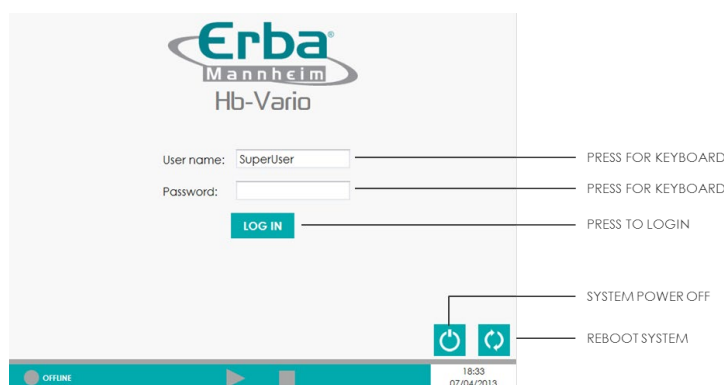 Erba®
Mannheim
Hb-Vario
User name: SuperUser PRESS FOR KEYBOARD
Password: PRESS FOR KEYBOARD
LOG IN PRESS TO LOGIN
SYSTEM POWER OFF
REBOOT SYSTEM
OFFLINE 18:33
07/04/2013